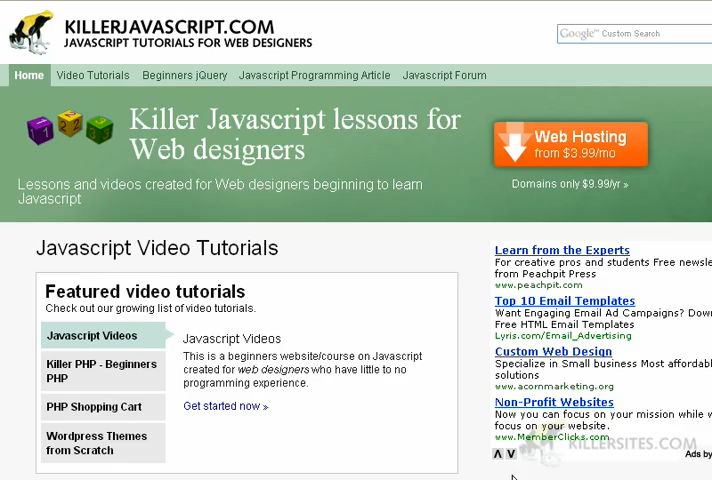 KILLERJAVASCRIPT.COM
JAVASCRIPT TUTORIALS FOR WEB DESIGNERS
Google™ Custom Search
Home Video Tutorials Beginners jQuery Javascript Programming Article Javascript Forum
1 2 2 3 3
Killer Javascript lessons for
Web designers
Web Hosting
from $3.99/mo
Lessons and videos created for Web designers beginning to learn
Javascript
Domains only $9.99/yr »
Javascript Video Tutorials
Featured video tutorials
Check out our growing list of video tutorials.
Javascript Videos
Killer PHP - Beginners
PHP
PHP Shopping Cart
Wordpress Themes
from Scratch
Javascript Videos
This is a beginners website/course on Javascript
created for web designers who have little to no
programming experience.
Get started now »
Learn from the Experts
For creative pros and students Free newsle
from Peachpit Press
www.peachpit.com
Top 10 Email Templates
Want Engaging Email Ad Campaigns? Dow
Free HTML Email Templates
Lyris.com/Email_Advertising
Custom Web Design
Specialize in Small business Most affordab
solutions
www.acornmarketing.org
Non-Profit Websites
Now you can focus on your mission while w
focus on your website.
www.MemberClicks.com
KILLERSITES.COM
Ads by